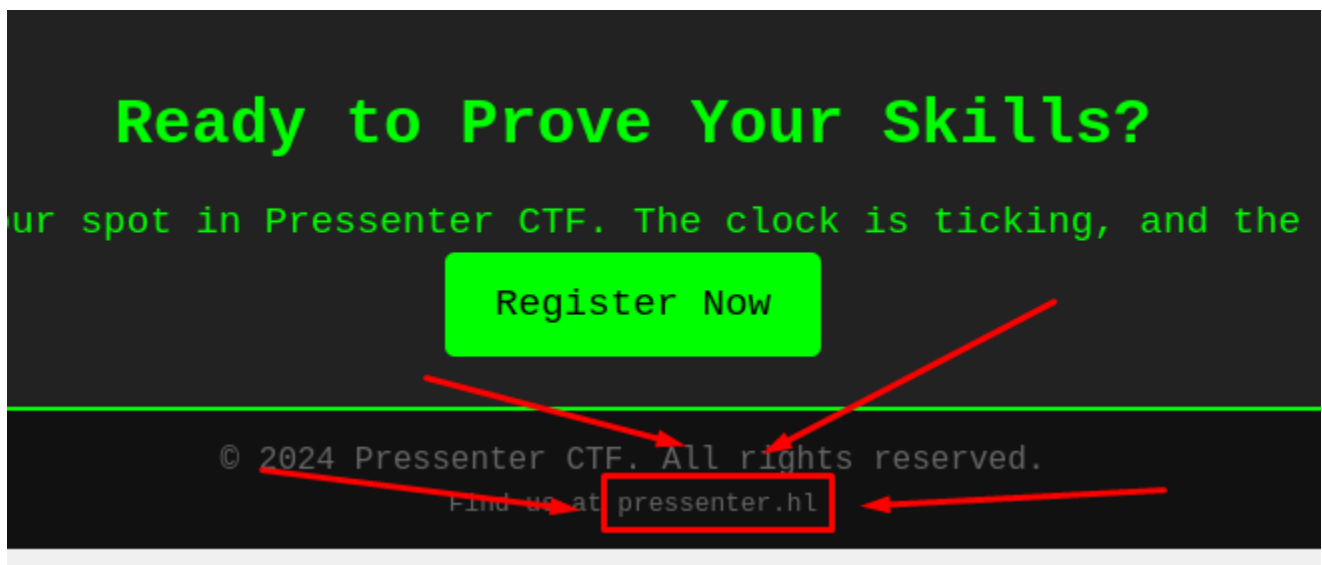 Ready to Prove Your Skills?
ur spot in Pressenter CTF. The clock is ticking, and the
Register Now
© 2024 Pressenter CTF. All rights reserved.
Find us at pressenter.hl